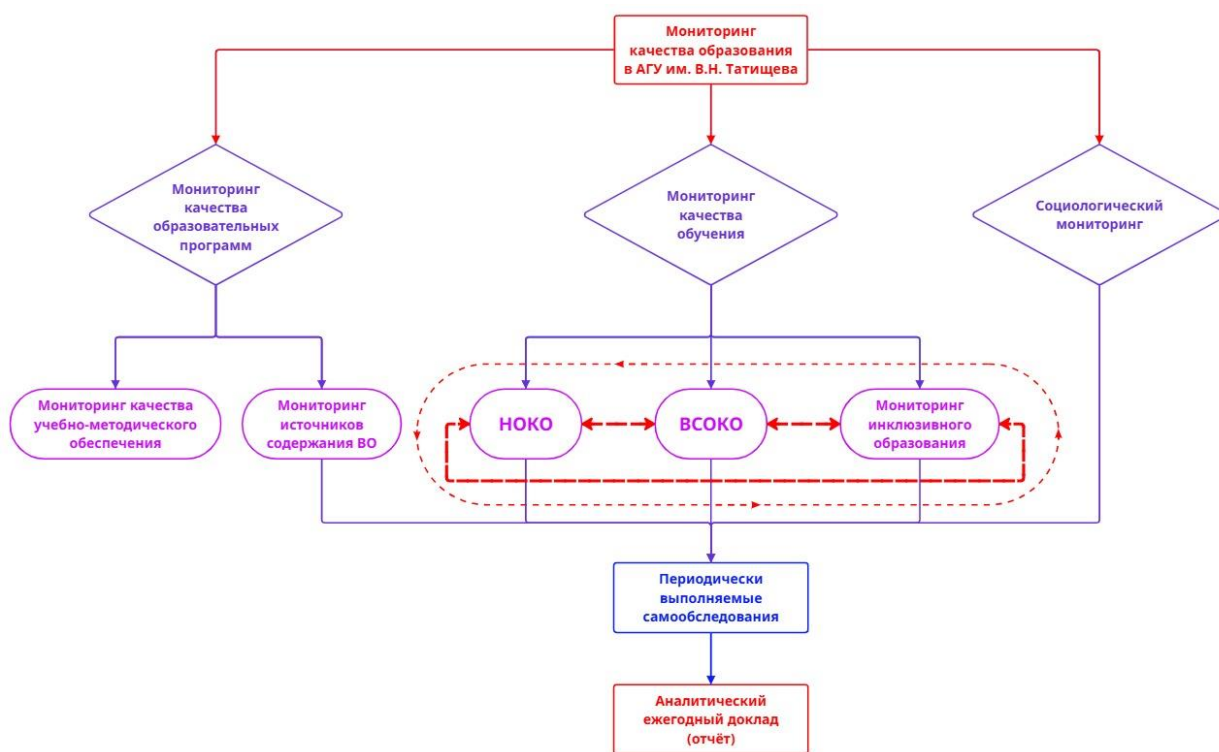 Мониторинг
качества образования
в АГУ им. В.Н. Татищева
Мониторинг
качества
образовательных
программ
Мониторинг
качества
обучения
Социологический
мониторинг
Мониторинг качества
учебно-методического
обеспечения
Мониторинг
источников
содержания ВО
НОКО
ВСОКО
Мониторинг
инклюзивного
образования
Периодически
выполняемые
самообследования
Аналитический
ежегодный доклад
(отчёт)